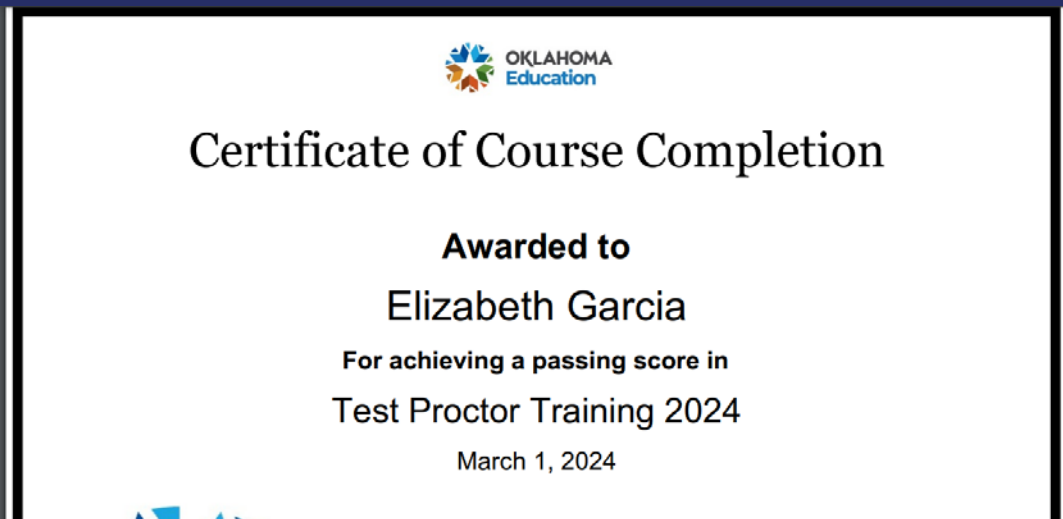 OKLAHOMA
Education
Certificate of Course Completion
Awarded to
Elizabeth Garcia
For achieving a passing score in
Test Proctor Training 2024
March 1, 2024